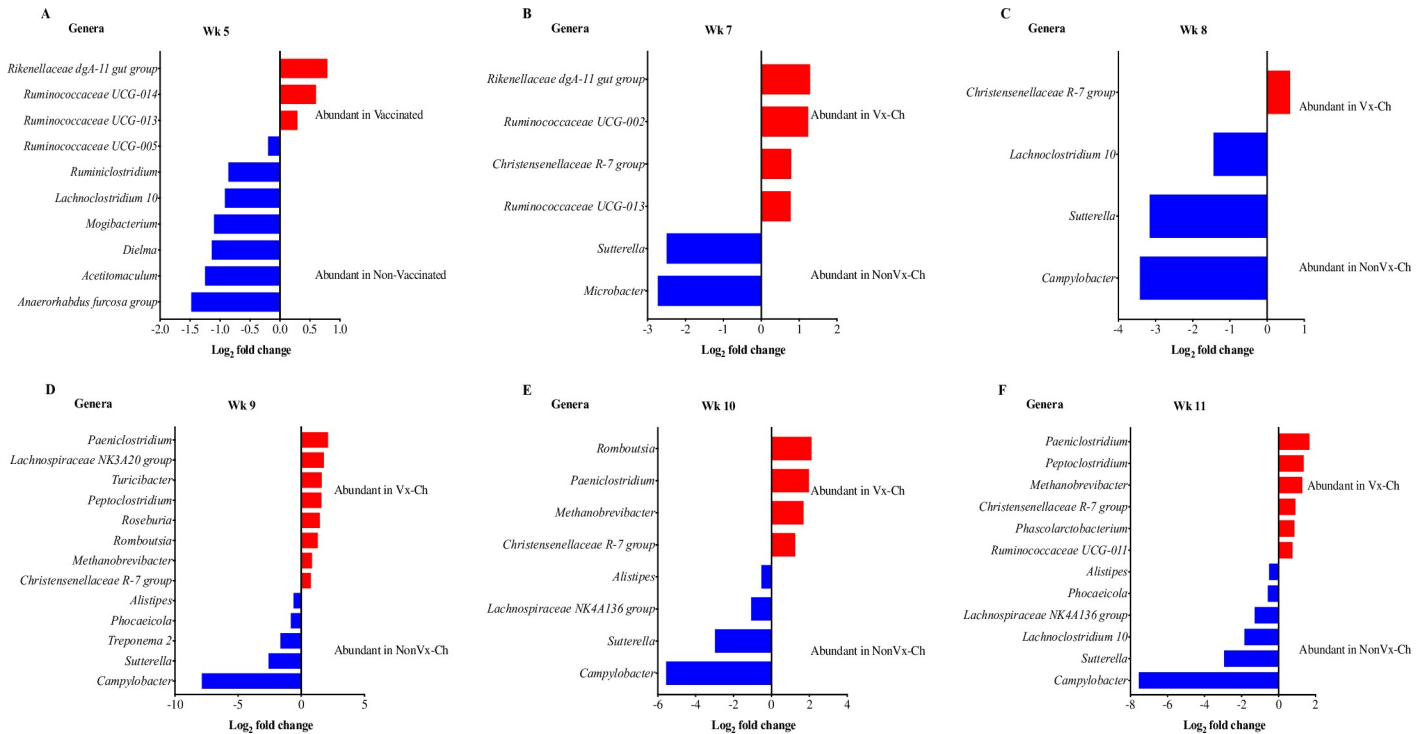 A
Genera
Wk 5
Rikenellaceae dgA-11 gut group
Ruminococcaceae UCG-014
Ruminococcaceae UCG-013
Ruminococcaceae UCG-005
Ruminiclostridium
Lachnoclostridium 10
Mogibacterium
Dielma
Acetitomaculum
Anaerorhabdus furcosa group
Abundant in Vaccinated
Abundant in Non-Vaccinated
-2.0 -1.5 -1.0 -0.5 0.0 0.5 1.0
Log2 fold change
B
Genera
Wk 7
Rikenellaceae dgA-11 gut group
Ruminococcaceae UCG-002
Christensenellaceae R-7 group
Ruminococcaceae UCG-013
Sutterella
Microbacter
Abundant in Vx-Ch
Abundant in NonVx-Ch
-3 -2 -1 0 1 2
Log2 fold change
C
Genera
Wk 8
Christensenellaceae R-7 group
Lachnoclostridium 10
Sutterella
Campylobacter
Abundant in Vx-Ch
Abundant in NonVx-Ch
-4 -3 -2 -1 0 1
Log2 fold change
D
Genera
Wk 9
Paeniclostridium
Lachnospiraceae NK3A20 group
Turicibacter
Peptoclostridium
Roseburia
Romboutsia
Methanobrevibacter
Christensenellaceae R-7 group
Alistipes
Phocaeicola
Treponema 2
Sutterella
Campylobacter
Abundant in Vx-Ch
Abundant in NonVx-Ch
-10 -5 0 5
Log2 fold change
E
Genera
Wk 10
Romboutsia
Paeniclostridium
Methanobrevibacter
Christensenellaceae R-7 group
Alistipes
Lachnospiraceae NK4A136 group
Sutterella
Campylobacter
Abundant in Vx-Ch
Abundant in NonVx-Ch
-6 -4 -2 0 2 4
Log2 fold change
F
Genera
Wk 11
Paeniclostridium
Peptoclostridium
Methanobrevibacter
Christensenellaceae R-7 group
Phascolarctobacterium
Ruminococcaceae UCG-011
Alistipes
Phocaeicola
Lachnospiraceae NK4A136 group
Lachnoclostridium 10
Sutterella
Campylobacter
Abundant in Vx-Ch
Abundant in NonVx-Ch
-8 -6 -4 -2 0 2
Log2 fold change